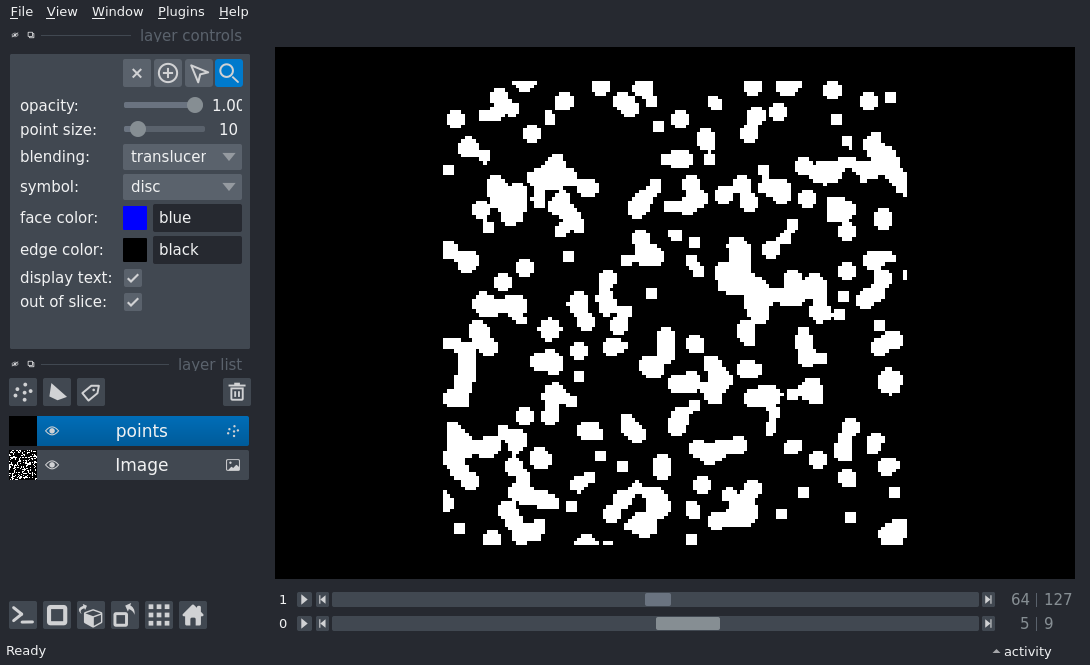 File View Window Plugins Help
layer controls
opacity: 1.00
point size: 10
blending: translucer
symbol: disc
face color: blue
edge color: black
display text:
out of slice:
layer list
points
Image
1 64 | 127
0 5 | 9
Ready activity